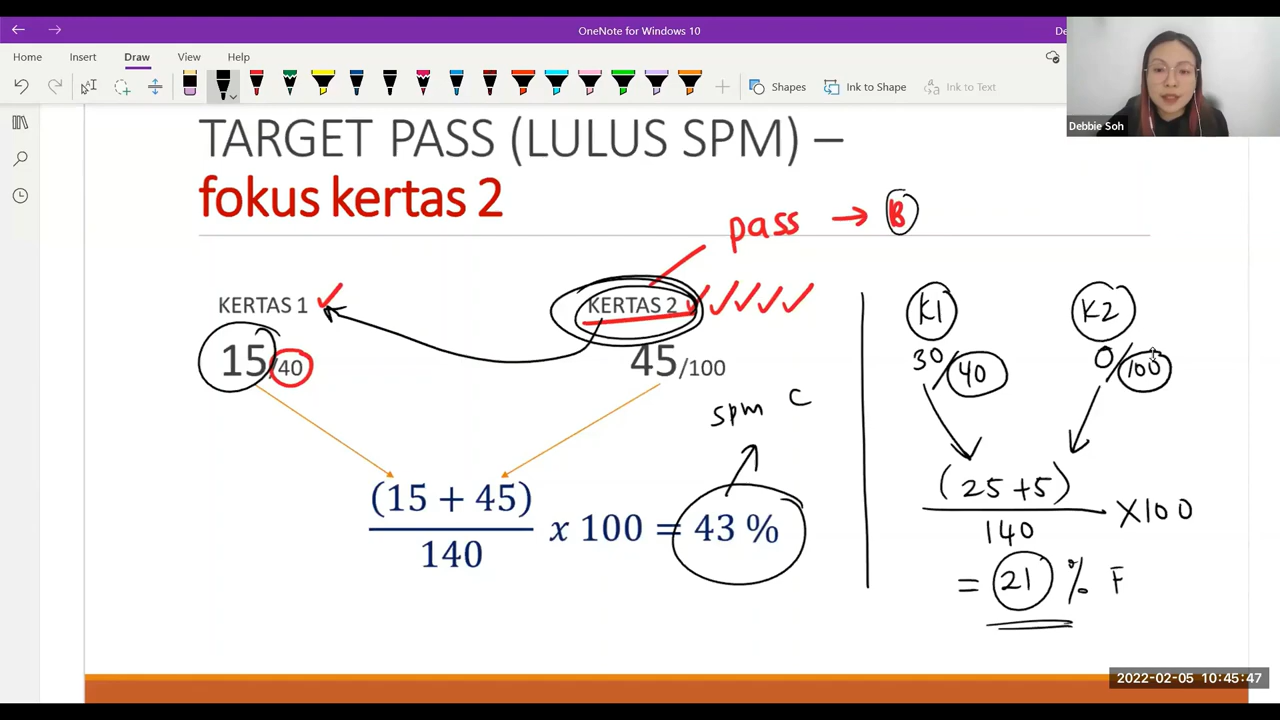 OneNote for Windows 10
De
Home Insert Draw View Help
Shapes Ink to Shape Ink to Text
Debbie Soh
TARGET PASS (LULUS SPM) –
fokus kertas 2
pass → B
KERTAS 1 KERTAS 2
15/40 45/100
K1 K2
30/40 0/100
spm C
(15 + 45)
140
x 100 = 43 %
(25+5)
140
X100
= 21 % F
2022-02-05 10:45:47